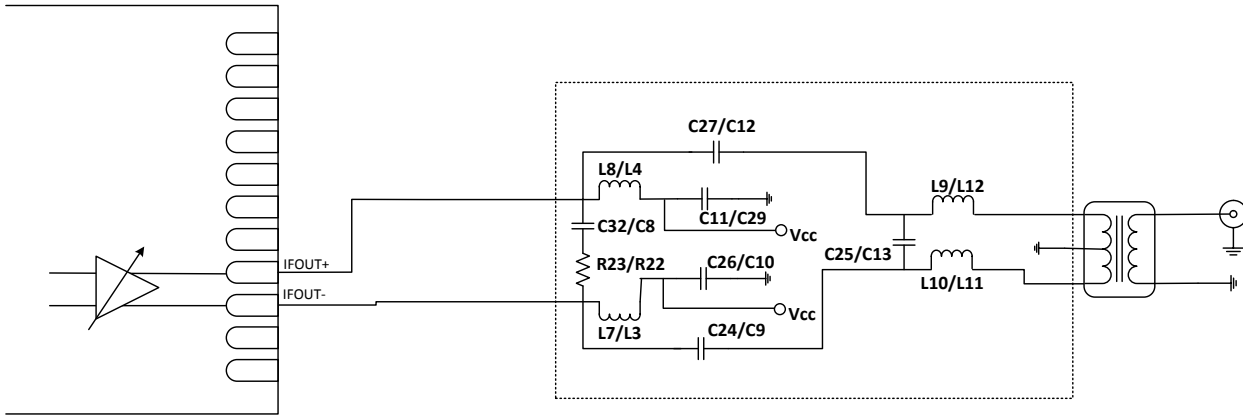 C27/C12
L8/L4
L9/L12
C11/C29
C32/C8
Vcc
C25/C13
IFOUT+
R23/R22
C26/C10
L10/L11
IFOUT-
Vcc
L7/L3
C24/C9